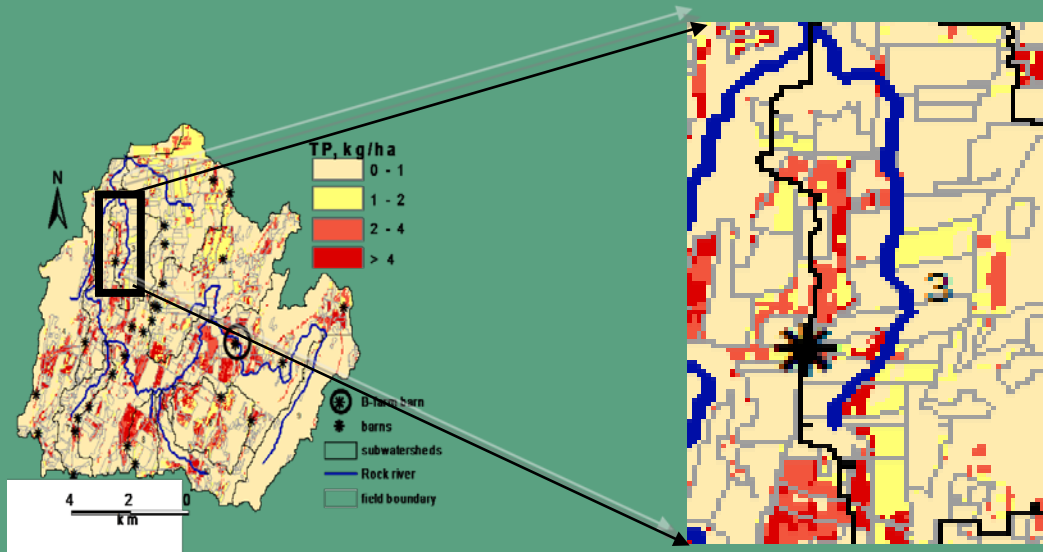 TP, kg/ha
N
0 - 1
1 - 2
2 - 4
> 4
3
B-farm barn
barns
subwatersheds
Rock river
field boundary
4 2 0
km